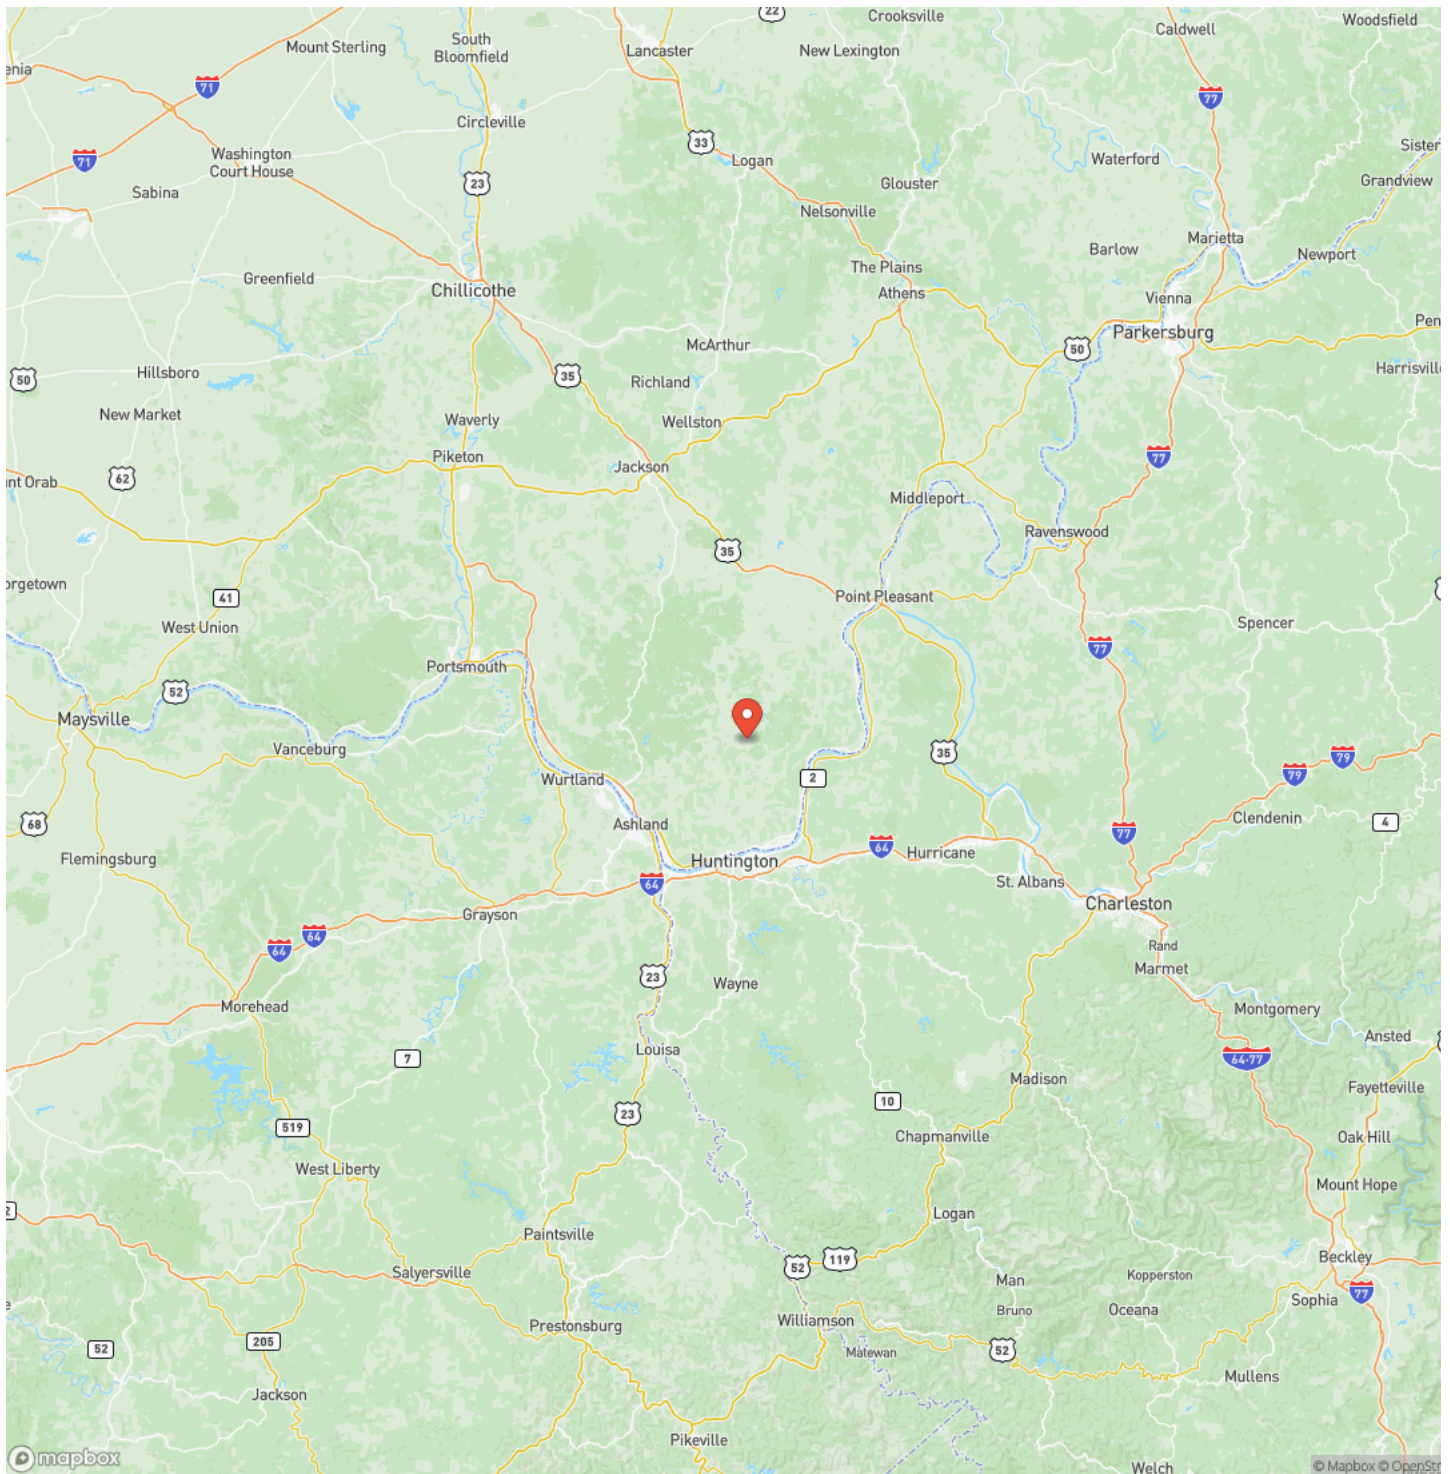 22
Crooksville
Woodsfield
Caldwell
South
Bloomfield
Mount Sterling
Lancaster
New Lexington
enia
71
77
Circleville
33
Washington
Court House
71
Logan
Waterford
Sister
Sabina
23
Glouster
Grandview
Nelsonville
Marietta
Barlow
Newport
Greenfield
The Plains
Chillicothe
Athens
Vienna
Pen
Parkersburg
McArthur
50
50
Hillsboro
35
Richland
Harrisville
New Market
Waverly
Wellston
Piketon
77
Jackson
62
nt Orab
Middleport
Ravenswood
35
orgetown
41
Point Pleasant
West Union
Spencer
77
Portsmouth
52
Maysville
Vanceburg
35
79
79
Wurtland
2
68
Ashland
Clendenin
4
77
Flemingsburg
64
Hurricane
Huntington
64
St. Albans
Charleston
Grayson
64
64
Rand
Marmet
23
Wayne
Morehead
Montgomery
Ansted
Louisa
7
64-77
Madison
Fayetteville
10
23
519
Chapmanville
Oak Hill
West Liberty
Mount Hope
2
Logan
Paintsville
Beckley
119
52
Salyersville
Man
Kopperston
77
Bruno
Oceana
Sophia
Prestonsburg
Williamson
205
52
52
Matewan
Mullens
Jackson
Pikeville
mapbox
Welch
© Mapbox © OpenStr